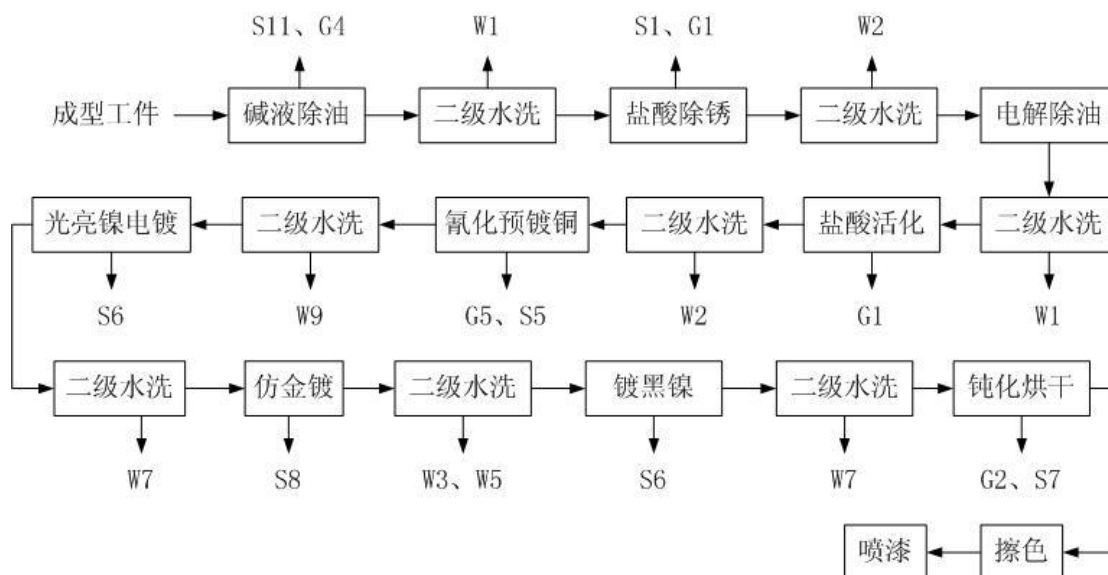 S11、G4 W1 S1、G1 W2
成型工件 碱液除油 二级水洗 盐酸除锈 二级水洗 电解除油
光亮镍电镀 二级水洗 氰化预镀铜 二级水洗 盐酸活化 二级水洗
S6 W9 G5、S5 W2 G1 W1
二级水洗 仿金镀 二级水洗 镀黑镍 二级水洗 钝化烘干
W7 S8 W3、W5 S6 W7 G2、S7
喷漆 擦色